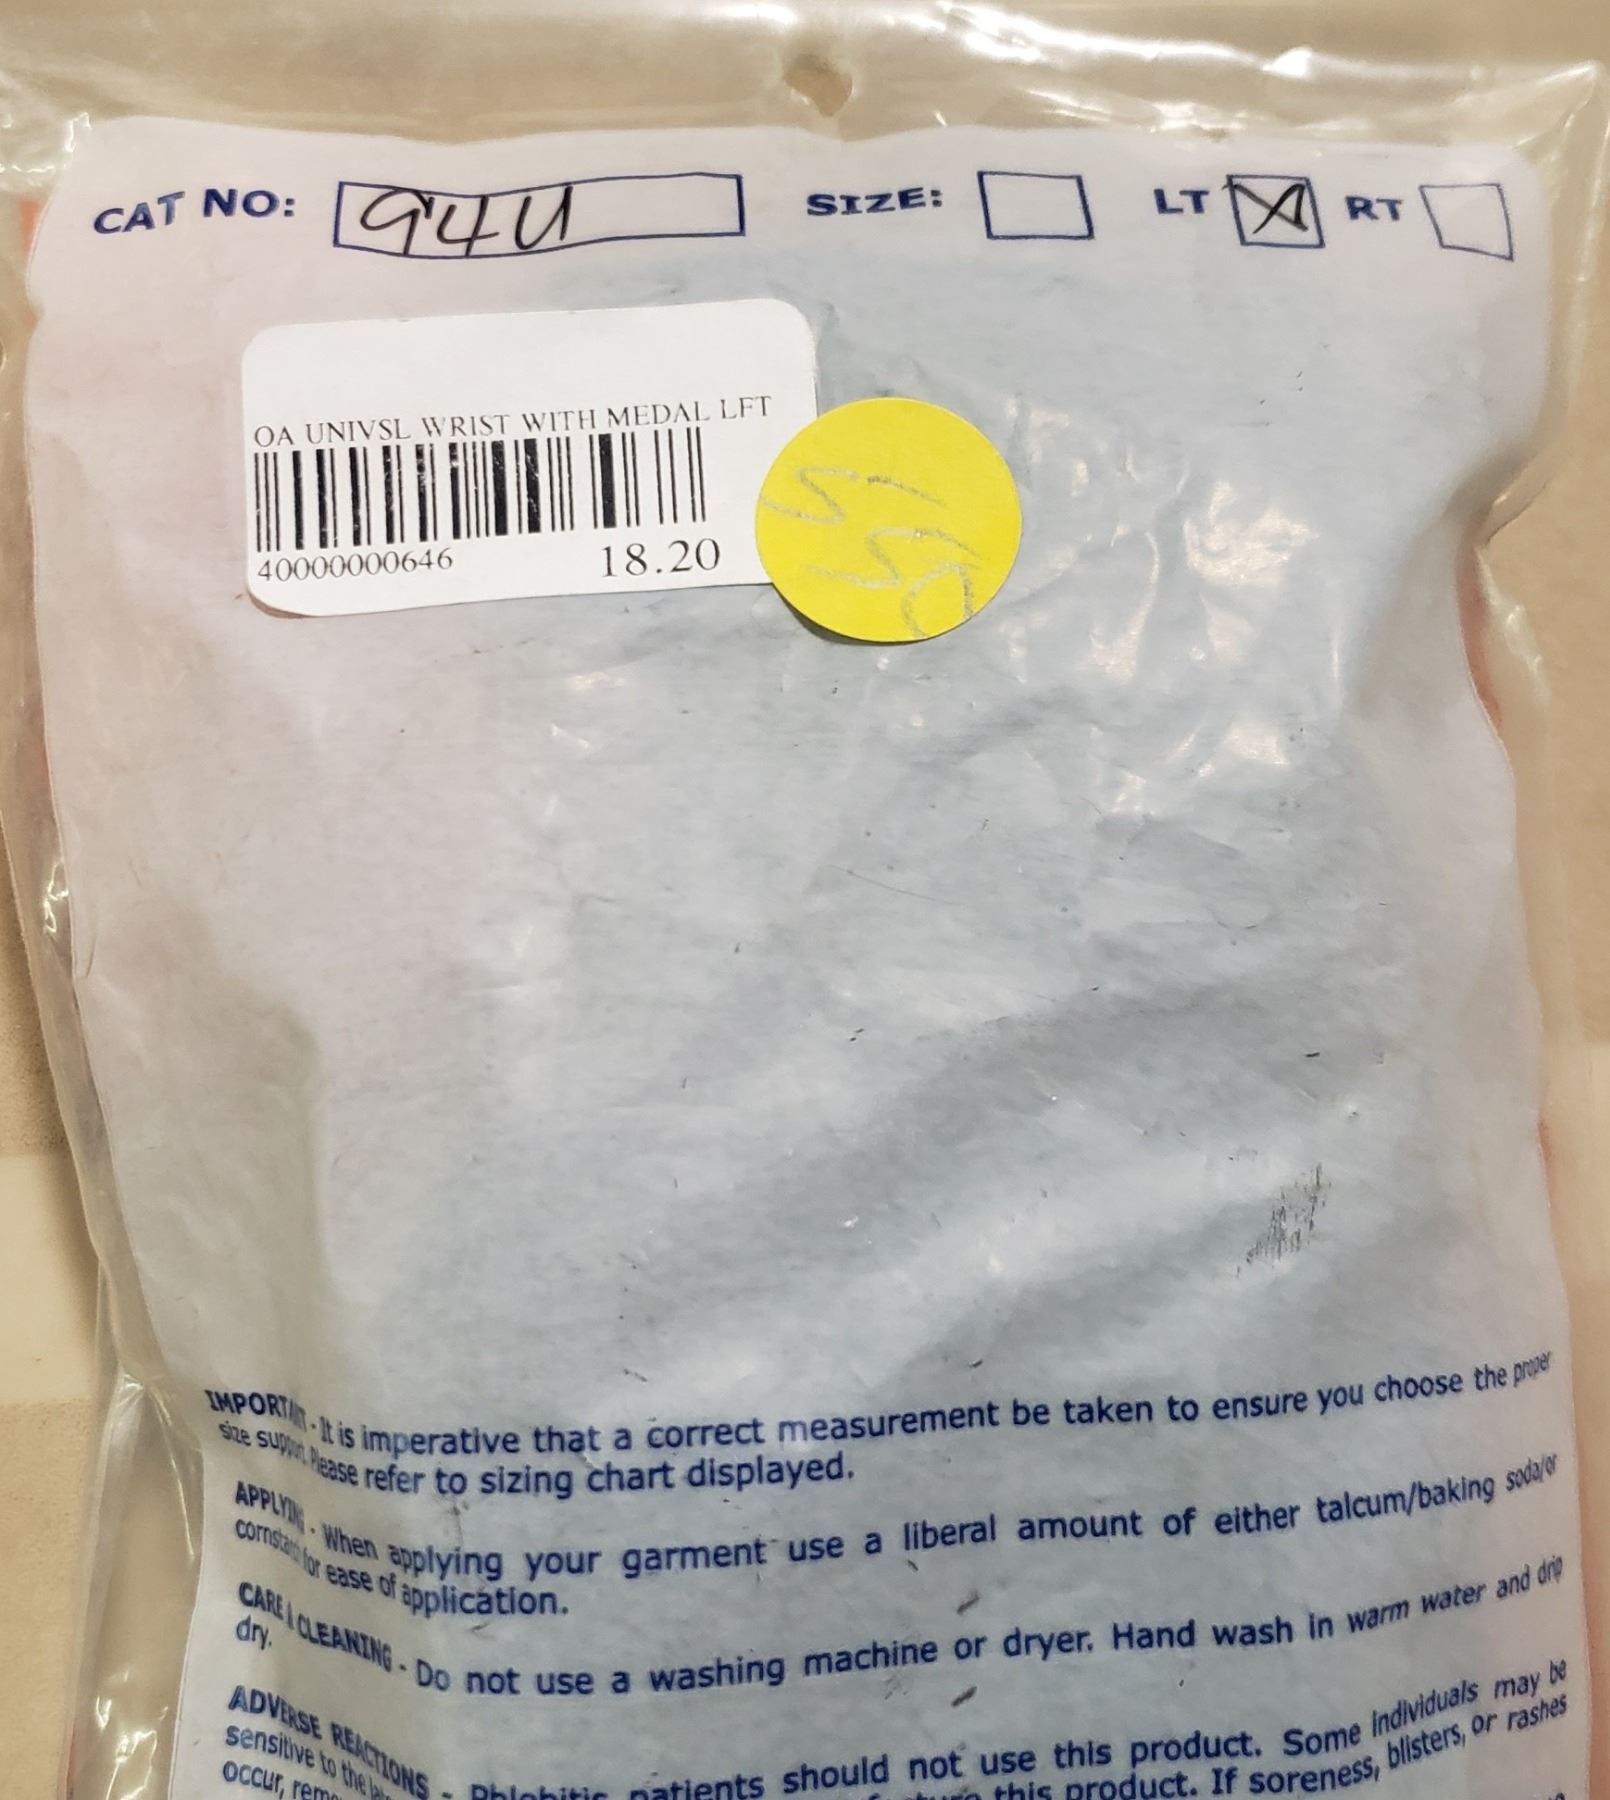 CAT NO: 94U SIZE: LT X RT
OA UNIVSL WRIST WITH MEDAL LFT
40000000646 18.20
IMPORTANT - It is imperative that a correct measurement be taken to ensure you choose the proper
size support. Please refer to sizing chart displayed.
APPLYING - When applying your garment use a liberal amount of either talcum/baking soda/or
cornstarch for ease of application.
CARE & CLEANING - Do not use a washing machine or dryer. Hand wash in warm water and drip
dry.
ADVERSE REACTIONS - Phlebitic patients should not use this product. Some individuals may be
sensitive to the this product. If soreness, blisters, or rashes
occur,